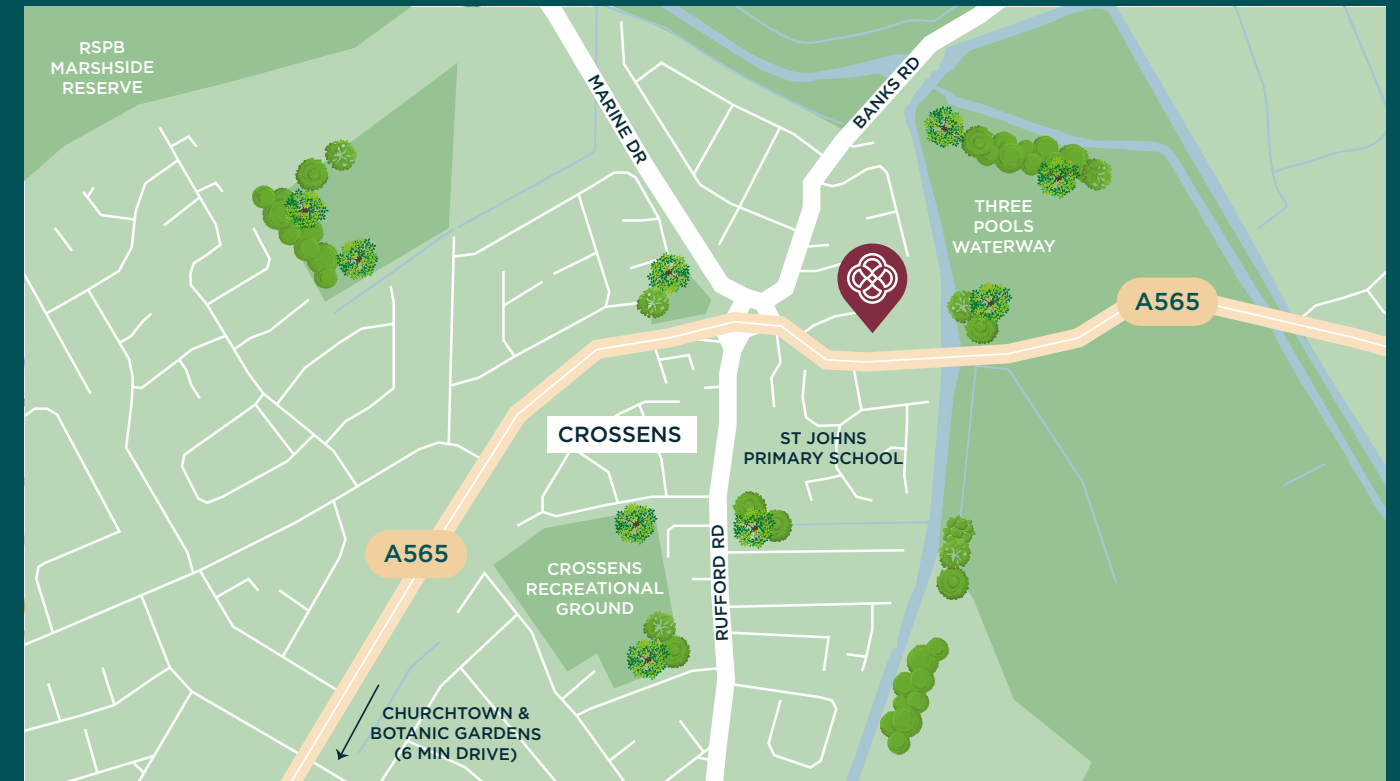 RSPB
MARSHSIDE
RESERVE
MARINE DR
BANKS RD
THREE
POOLS
WATERWAY
A565
CROSSENS
ST JOHNS
PRIMARY SCHOOL
A565
CROSSENS
RECREATIONAL
GROUND
RUFFORD RD
CHURCHTOWN &
BOTANIC GARDENS
(6 MIN DRIVE)